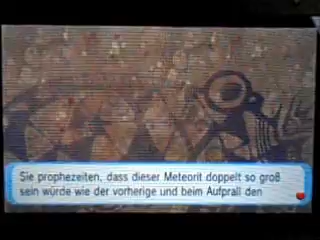 Sie prophezeiten, dass dieser Meteorit doppelt so groß
sein würde wie der vorherige und beim Aufprall den